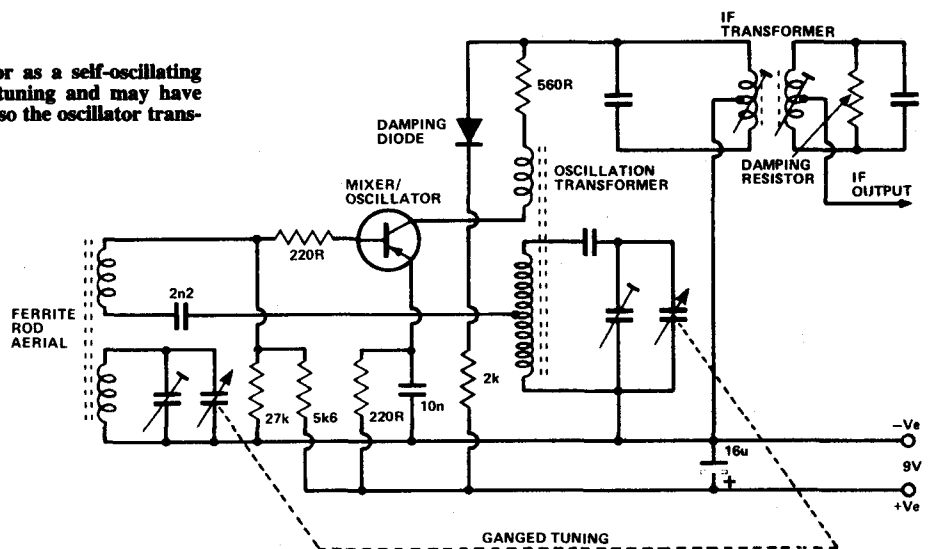 or as a self-oscillating
tuning and may have
so the oscillator trans-
IF
TRANSFORMER
560R
DAMPING
DIODE
DAMPING
RESISTOR
IF
OUTPUT
OSCILLATION
TRANSFORMER
MIXER/
OSCILLATOR
220R
2n2
FERRITE
ROD
AERIAL
27k
5k6
220R
10n
2k
16u
+
–Ve
9V
+Ve
GANGED TUNING